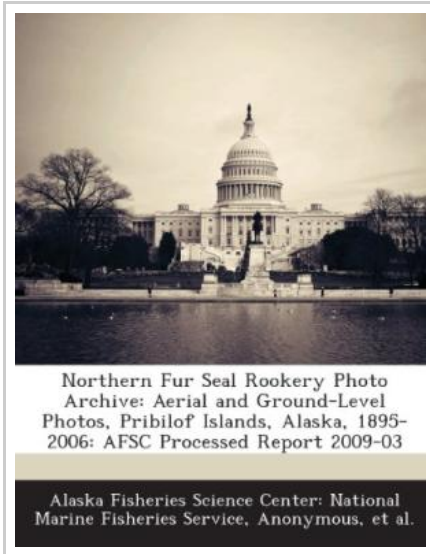 Northern Fur Seal Rookery Photo
Archive: Aerial and Ground-Level
Photos, Pribilof Islands, Alaska, 1895-
2006: AFSC Processed Report 2009-03
Alaska Fisheries Science Center: National
Marine Fisheries Service, Anonymous, et al.